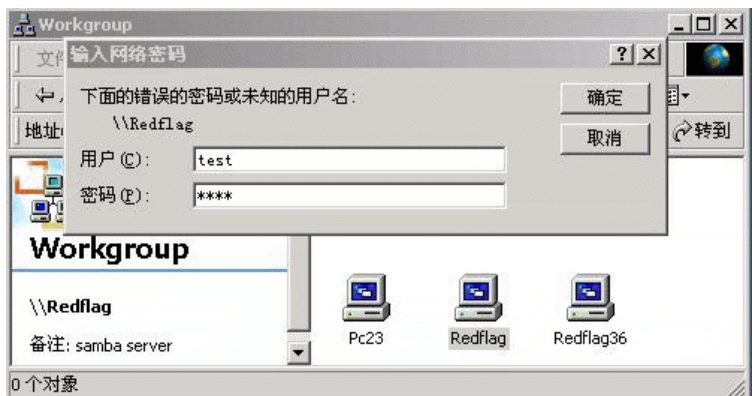 Workgroup
文件
输入网络密码
下面的错误的密码或未知的用户名:
\\Redflag
确定
取消
地址
转到
用户(C):
test
密码(P):
****
Workgroup
\\Redflag
备注: samba server
Pc23
Redflag
Redflag36
0 个对象